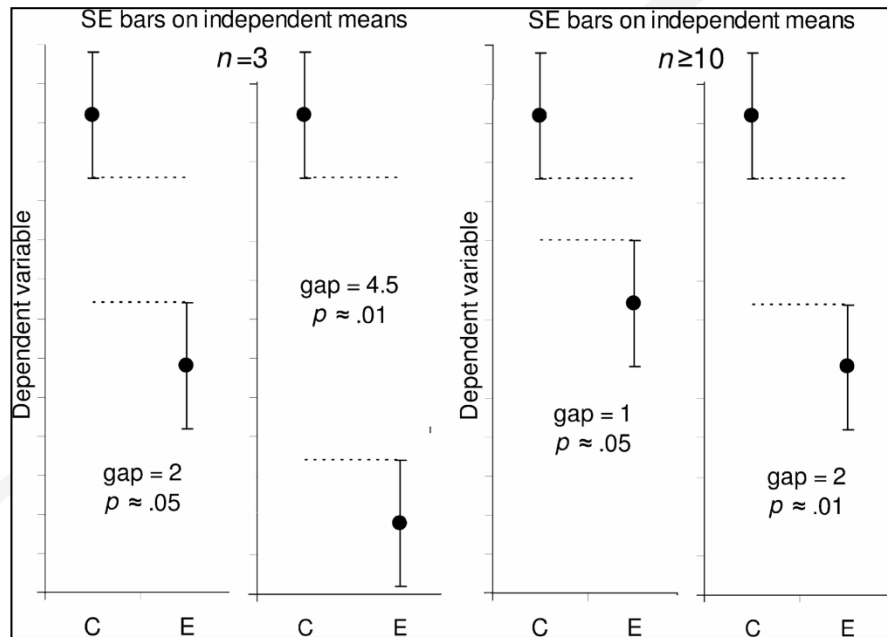 SE bars on independent means
n=3
Dependent variable
gap = 2
p ≈ .05
C E
gap = 4.5
p ≈ .01
C E
SE bars on independent means
n≥10
Dependent variable
gap = 1
p ≈ .05
C E
gap = 2
p ≈ .01
C E